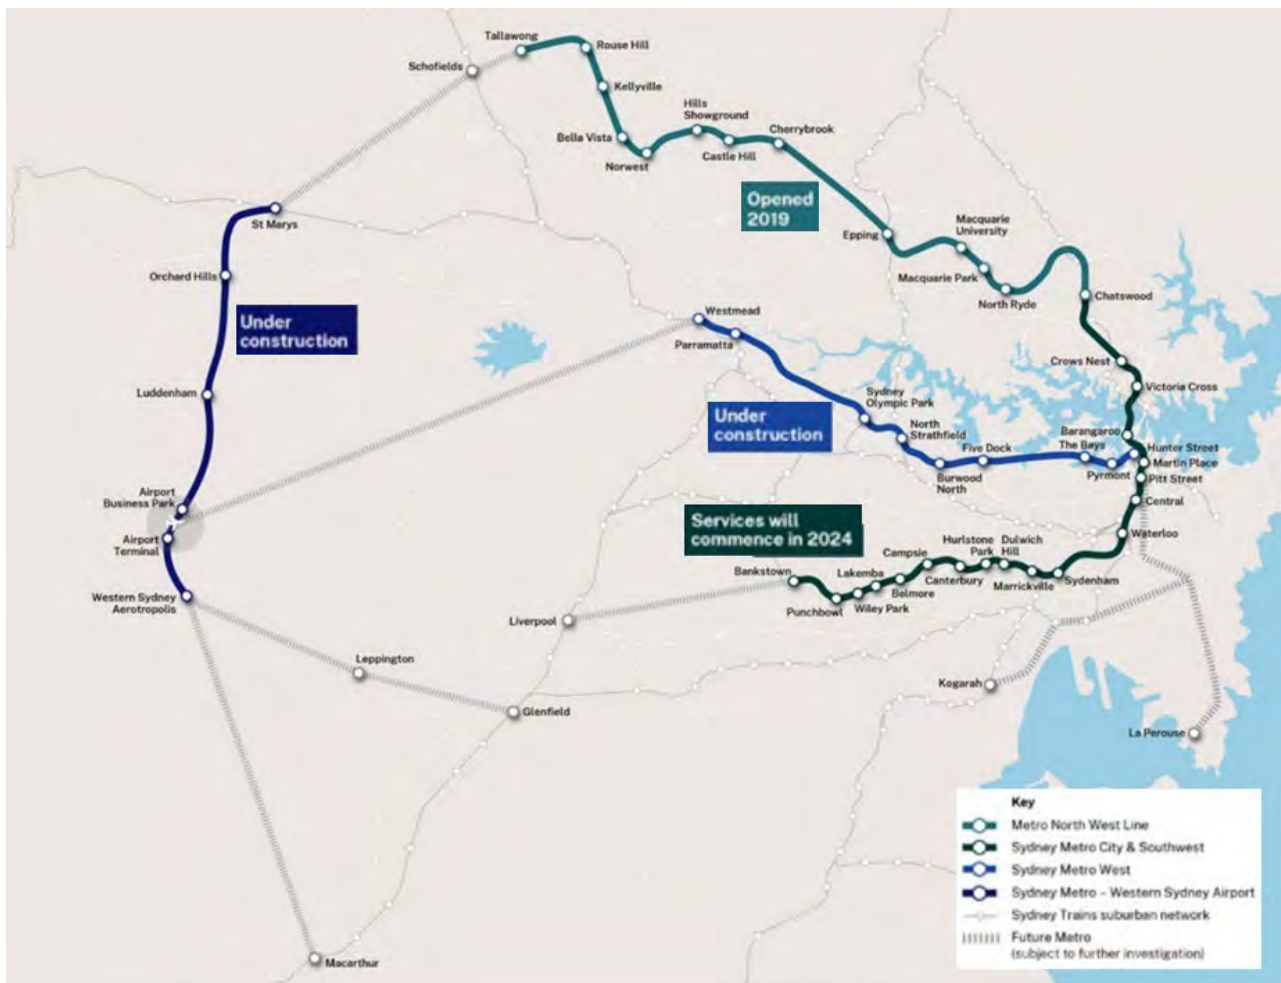 Tallawong
Rouse Hill
Schofields
Kellyville
Hills
Showground
Cherrybrook
Bella Vista
Castle Hill
Norwest
Opened
2019
St Marys
Macquarie
University
Epping
Orchard Hills
Macquarie Park
North Ryde
Chatswood
Under
construction
Westmead
Parramatta
Crows Nest
Victoria Cross
Luddenham
Sydney
Olympic Park
Under
construction
North
Strathfield
Barangaroo
The Bays
Hunter Street
Five Dock
Martin Place
Pyrmont
Burwood
North
Pitt Street
Airport
Business Park
Central
Services will
commence in 2024
Airport
Terminal
Waterloo
Hurlstone
Park
Dulwich
Hill
Campsie
Bankstown
Lakemba
Canterbury
Sydenham
Marrickville
Belmore
Western Sydney
Aerotropolis
Wiley Park
Punchbowl
Liverpool
Leppington
Kogarah
Glenfield
La Perouse
Key
Metro North West Line
Sydney Metro City & Southwest
Sydney Metro West
Sydney Metro – Western Sydney Airport
Sydney Trains suburban network
Future Metro
(subject to further investigation)
Macarthur